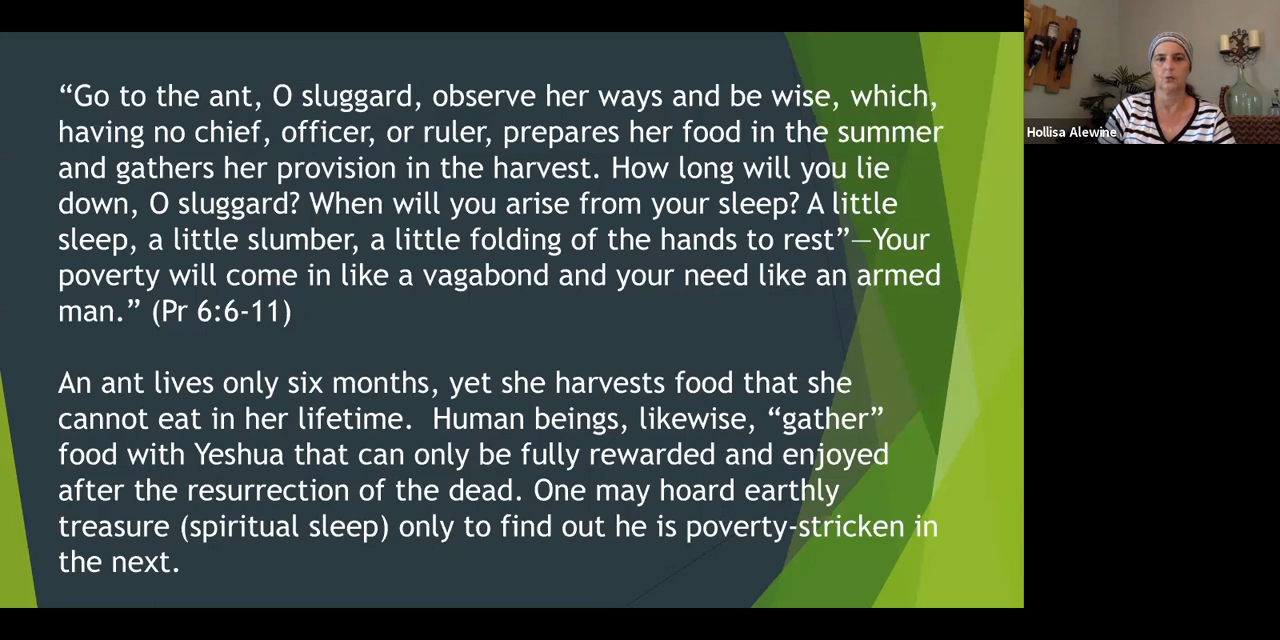 “Go to the ant, O sluggard, observe her ways and be wise, which,
having no chief, officer, or ruler, prepares her food in the summer
and gathers her provision in the harvest. How long will you lie
down, O sluggard? When will you arise from your sleep? A little
sleep, a little slumber, a little folding of the hands to rest”—Your
poverty will come in like a vagabond and your need like an armed
man.” (Pr 6:6-11)
An ant lives only six months, yet she harvests food that she
cannot eat in her lifetime.  Human beings, likewise, “gather”
food with Yeshua that can only be fully rewarded and enjoyed
after the resurrection of the dead. One may hoard earthly
treasure (spiritual sleep) only to find out he is poverty-stricken in
the next.
Hollisa Alewine